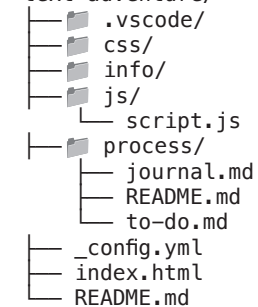 .vscode/
css/
info/
js/
script.js
process/
journal.md
README.md
to-do.md
_config.yml
index.html
README.md